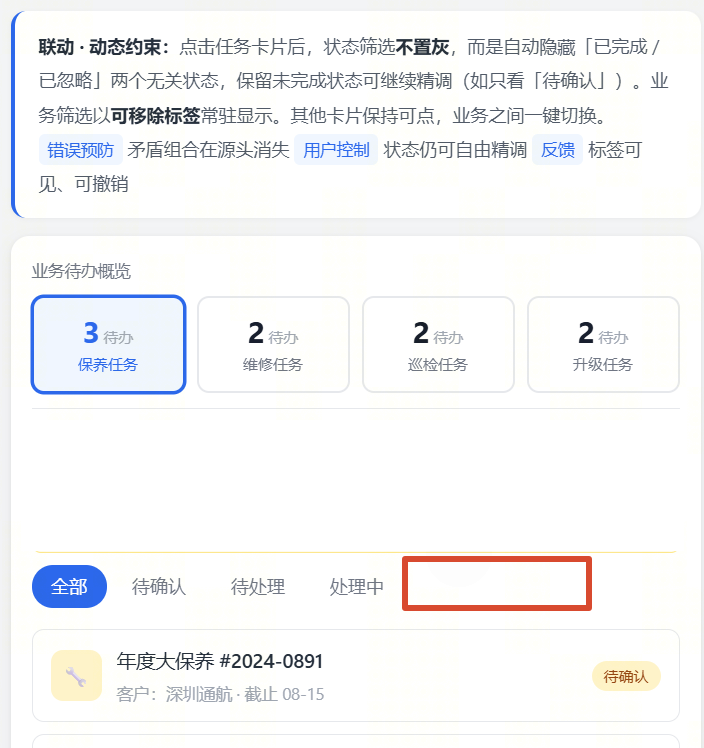 联动 · 动态约束：点击任务卡片后，状态筛选不置灰，而是自动隐藏「已完成 /
已忽略」两个无关状态，保留未完成状态可继续精调（如只看「待确认」）。业
务筛选以可移除标签常驻显示。其他卡片保持可点，业务之间一键切换。
错误预防 矛盾组合在源头消失 用户控制 状态仍可自由精调 反馈 标签可
见、可撤销
业务待办概览
3 待办 2 待办 2 待办 2 待办
保养任务 维修任务 巡检任务 升级任务
全部 待确认 待处理 处理中
年度大保养 #2024-0891
待确认
客户：深圳通航 · 截止 08-15